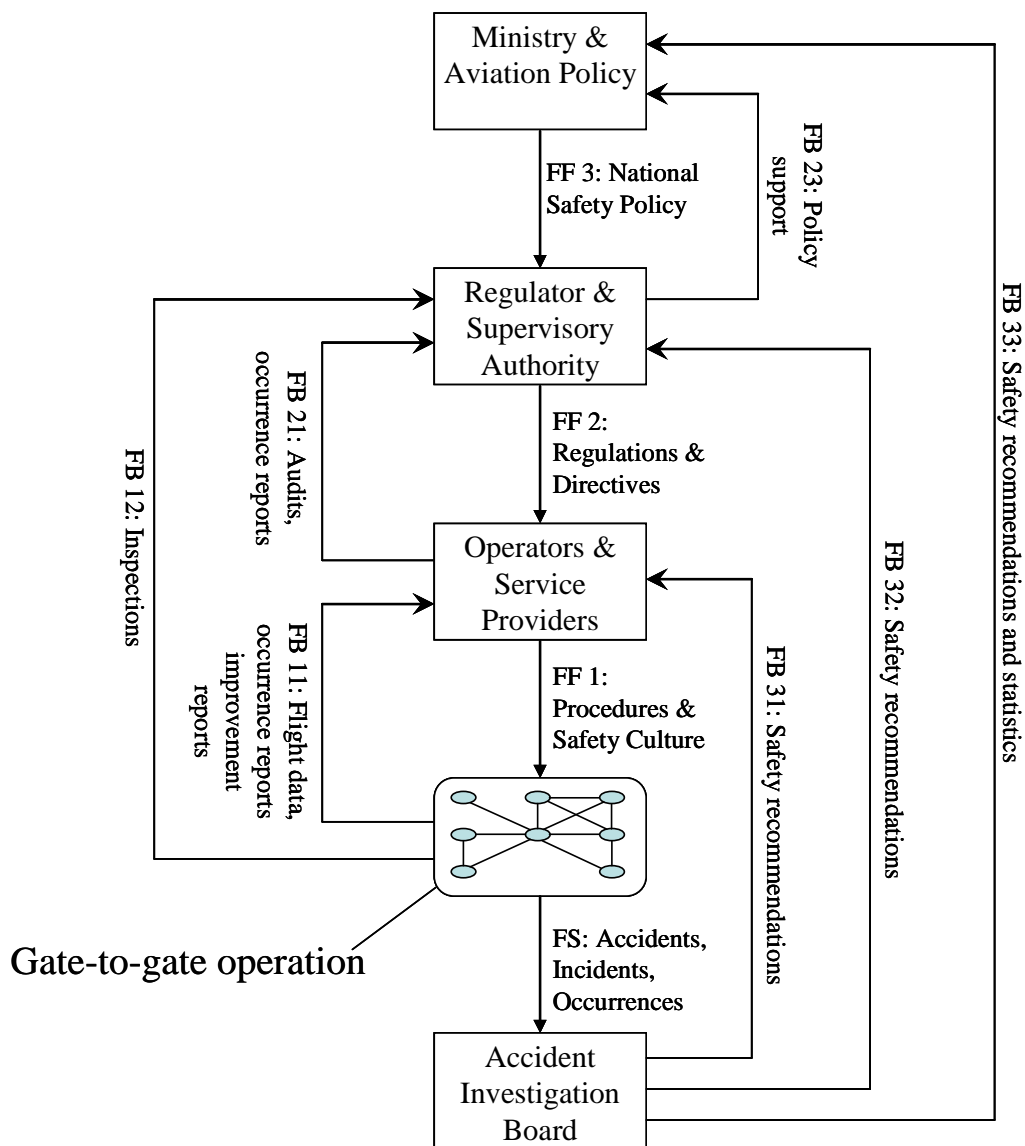 Ministry &
Aviation Policy
FF 3: National
Safety Policy
FB 23: Policy
support
Regulator &
Supervisory
Authority
FB 21: Audits,
occurrence reports
FB 12: Inspections
FF 2:
Regulations &
Directives
FB 33: Safety recommendations and statistics
FB 32: Safety recommendations
Operators &
Service
Providers
FB 11: Flight data,
occurrence reports
improvement
reports
FF 1:
Procedures &
Safety Culture
FB 31: Safety recommendations
Gate-to-gate operation
FS: Accidents,
Incidents,
Occurrences
Accident
Investigation
Board